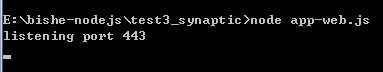 E:\bishe-nodejs\test3_synaptic>node app-web.js
listening port 443